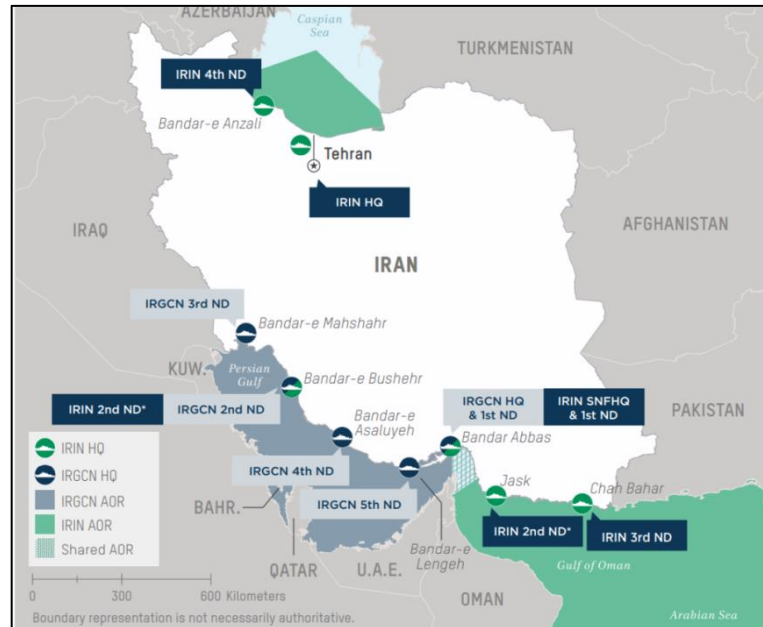 AZERBAIJAN
Caspian
Sea
TURKMENISTAN
IRIN 4th ND
Bandar-e Anzali
Tehran
IRIN HQ
IRAQ
AFGHANISTAN
IRAN
IRGCN 3rd ND
Bandar-e Mahshahr
KUW.
Persian
Gulf
Bandar-e Bushehr
IRIN 2nd ND*
IRGCN 2nd ND
IRGCN HQ
& 1st ND
IRIN SNFHQ
& 1st ND
PAKISTAN
Bandar-e
Asaluyeh
Bandar Abbas
IRIN HQ
IRGCN HQ
IRGCN AOR
IRIN AOR
Shared AOR
IRGCN 4th ND
Jask
Chah Bahar
BAHR.
IRGCN 5th ND
IRIN 2nd ND*
IRIN 3rd ND
Bandar-e
Lengeh
QATAR
U.A.E.
Gulf of Oman
OMAN
Arabian Sea
0 300 600 Kilometers
Boundary representation is not necessarily authoritative.